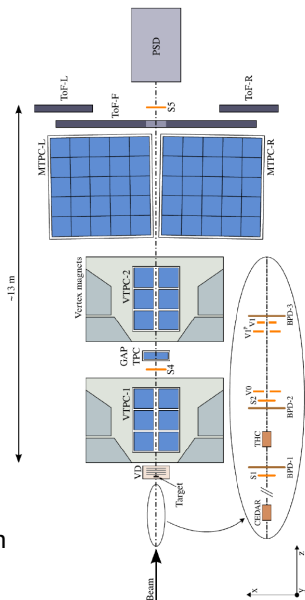 PSD
ToF-L
S5
ToF-R
ToF-F
MTPC-L
MTPC-R
~13 m
Vertex magnets
VTPC-2
GAP
TPC
S4
VTPC-1
VD
Target
Beam
V1ᴾ
V1
BPD-3
V0
S2
BPD-2
THC
S1
BPD-1
CEDAR
x
y
z
m